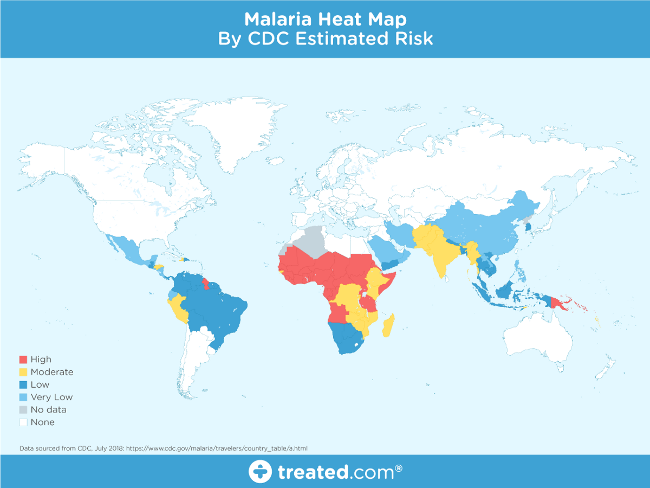 Malaria Heat Map
By CDC Estimated Risk
High
Moderate
Low
Very Low
No data
None
Data sourced from CDC, July 2018: https://www.cdc.gov/malaria/travelers/country_table/a.html
treated.com®